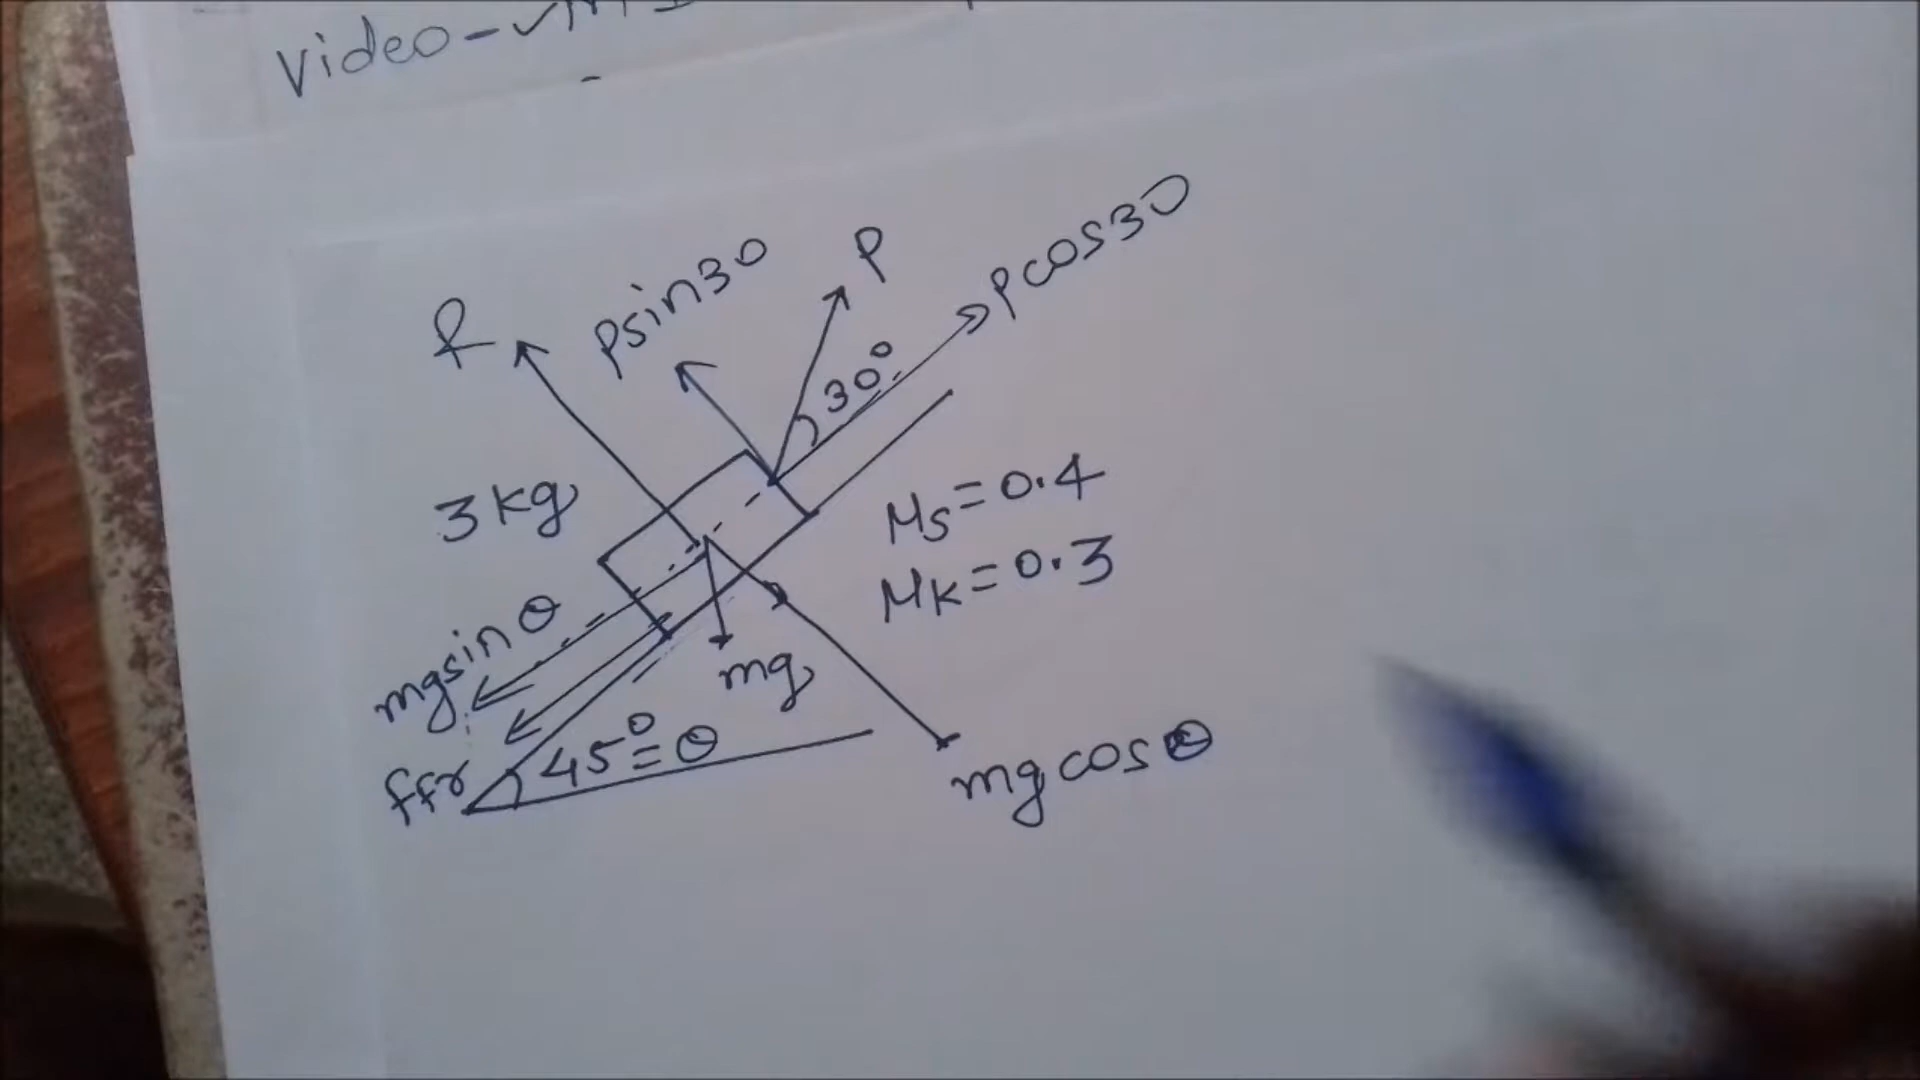 Video-
P
Pcos30
Psin30
R
30°
3kg
Ms=0.4
Mk=0.3
mgsinθ
mg
ffr
45°=θ
mgcosθ